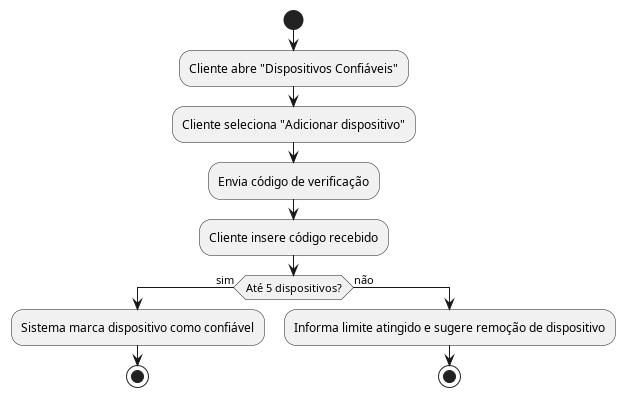 Cliente abre "Dispositivos Confiáveis"
Cliente seleciona "Adicionar dispositivo"
Envia código de verificação
Cliente insere código recebido
sim
Até 5 dispositivos?
não
Sistema marca dispositivo como confiável
Informa limite atingido e sugere remoção de dispositivo